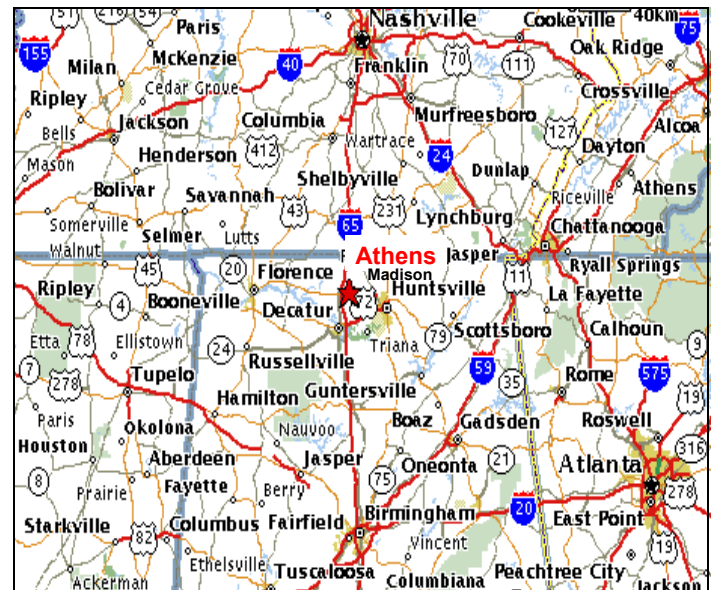 51
216
154
Paris
Nashville
Cookeville
40km
75
155
McKenzie
Oak Ridge
Milan
40
Franklin
70
111
Cedar Grove
Crossville
Ripley
Jackson
Columbia
Murfreesboro
Alcoa
Bells
412
Wartrace
127
Dayton
Mason
Henderson
24
Dunlap
Shelbyville
Athens
Bolivar
Savannah
43
231
Riceville
Somerville
Lutts
65
Lynchburg
Chattanooga
Selmer
Walnut
Athens
Jasper
45
20
Florence
Madison
11
Ryall Springs
Ripley
4
Booneville
72
Huntsville
La Fayette
Decatur
Etta
78
Ellistown
24
Triana
79
Scottsboro
Calhoun
9
7
278
Tupelo
Russellville
59
35
Rome
575
Guntersville
19
Paris
Hamilton
Boaz
Gadsden
Roswell
Houston
Okolona
Nauvoo
316
8
Aberdeen
Jasper
Oneonta
21
Atlanta
Prairie
Fayette
Berry
75
278
Starkville
82
Columbus
Fairfield
Birmingham
20
East Point
Ethelsville
Vincent
19
Ackerman
Tuscaloosa
Columbiana
Peachtree City
Jackson